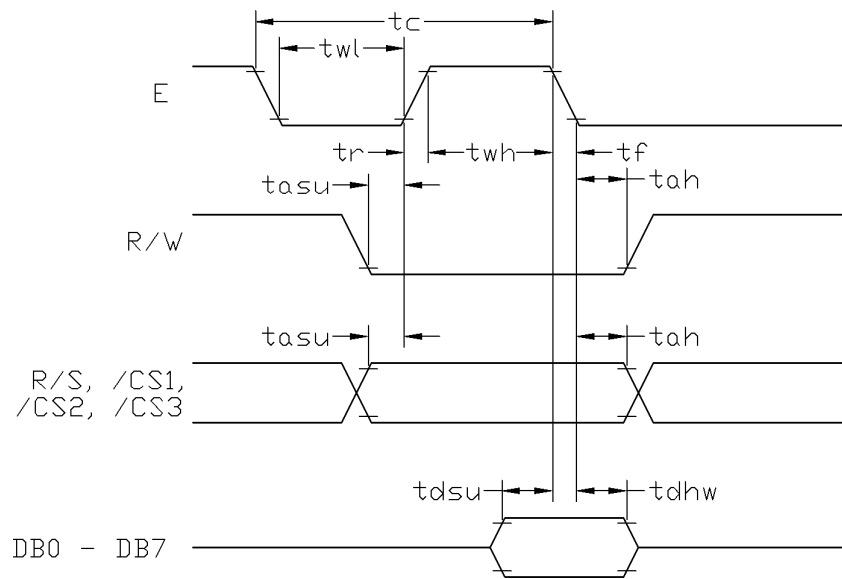 tc
twl
E
tr
twh
tf
tasu
tah
R/W
tasu
tah
R/S, /CS1,
/CS2, /CS3
tdsu
tdhw
DB0 - DB7